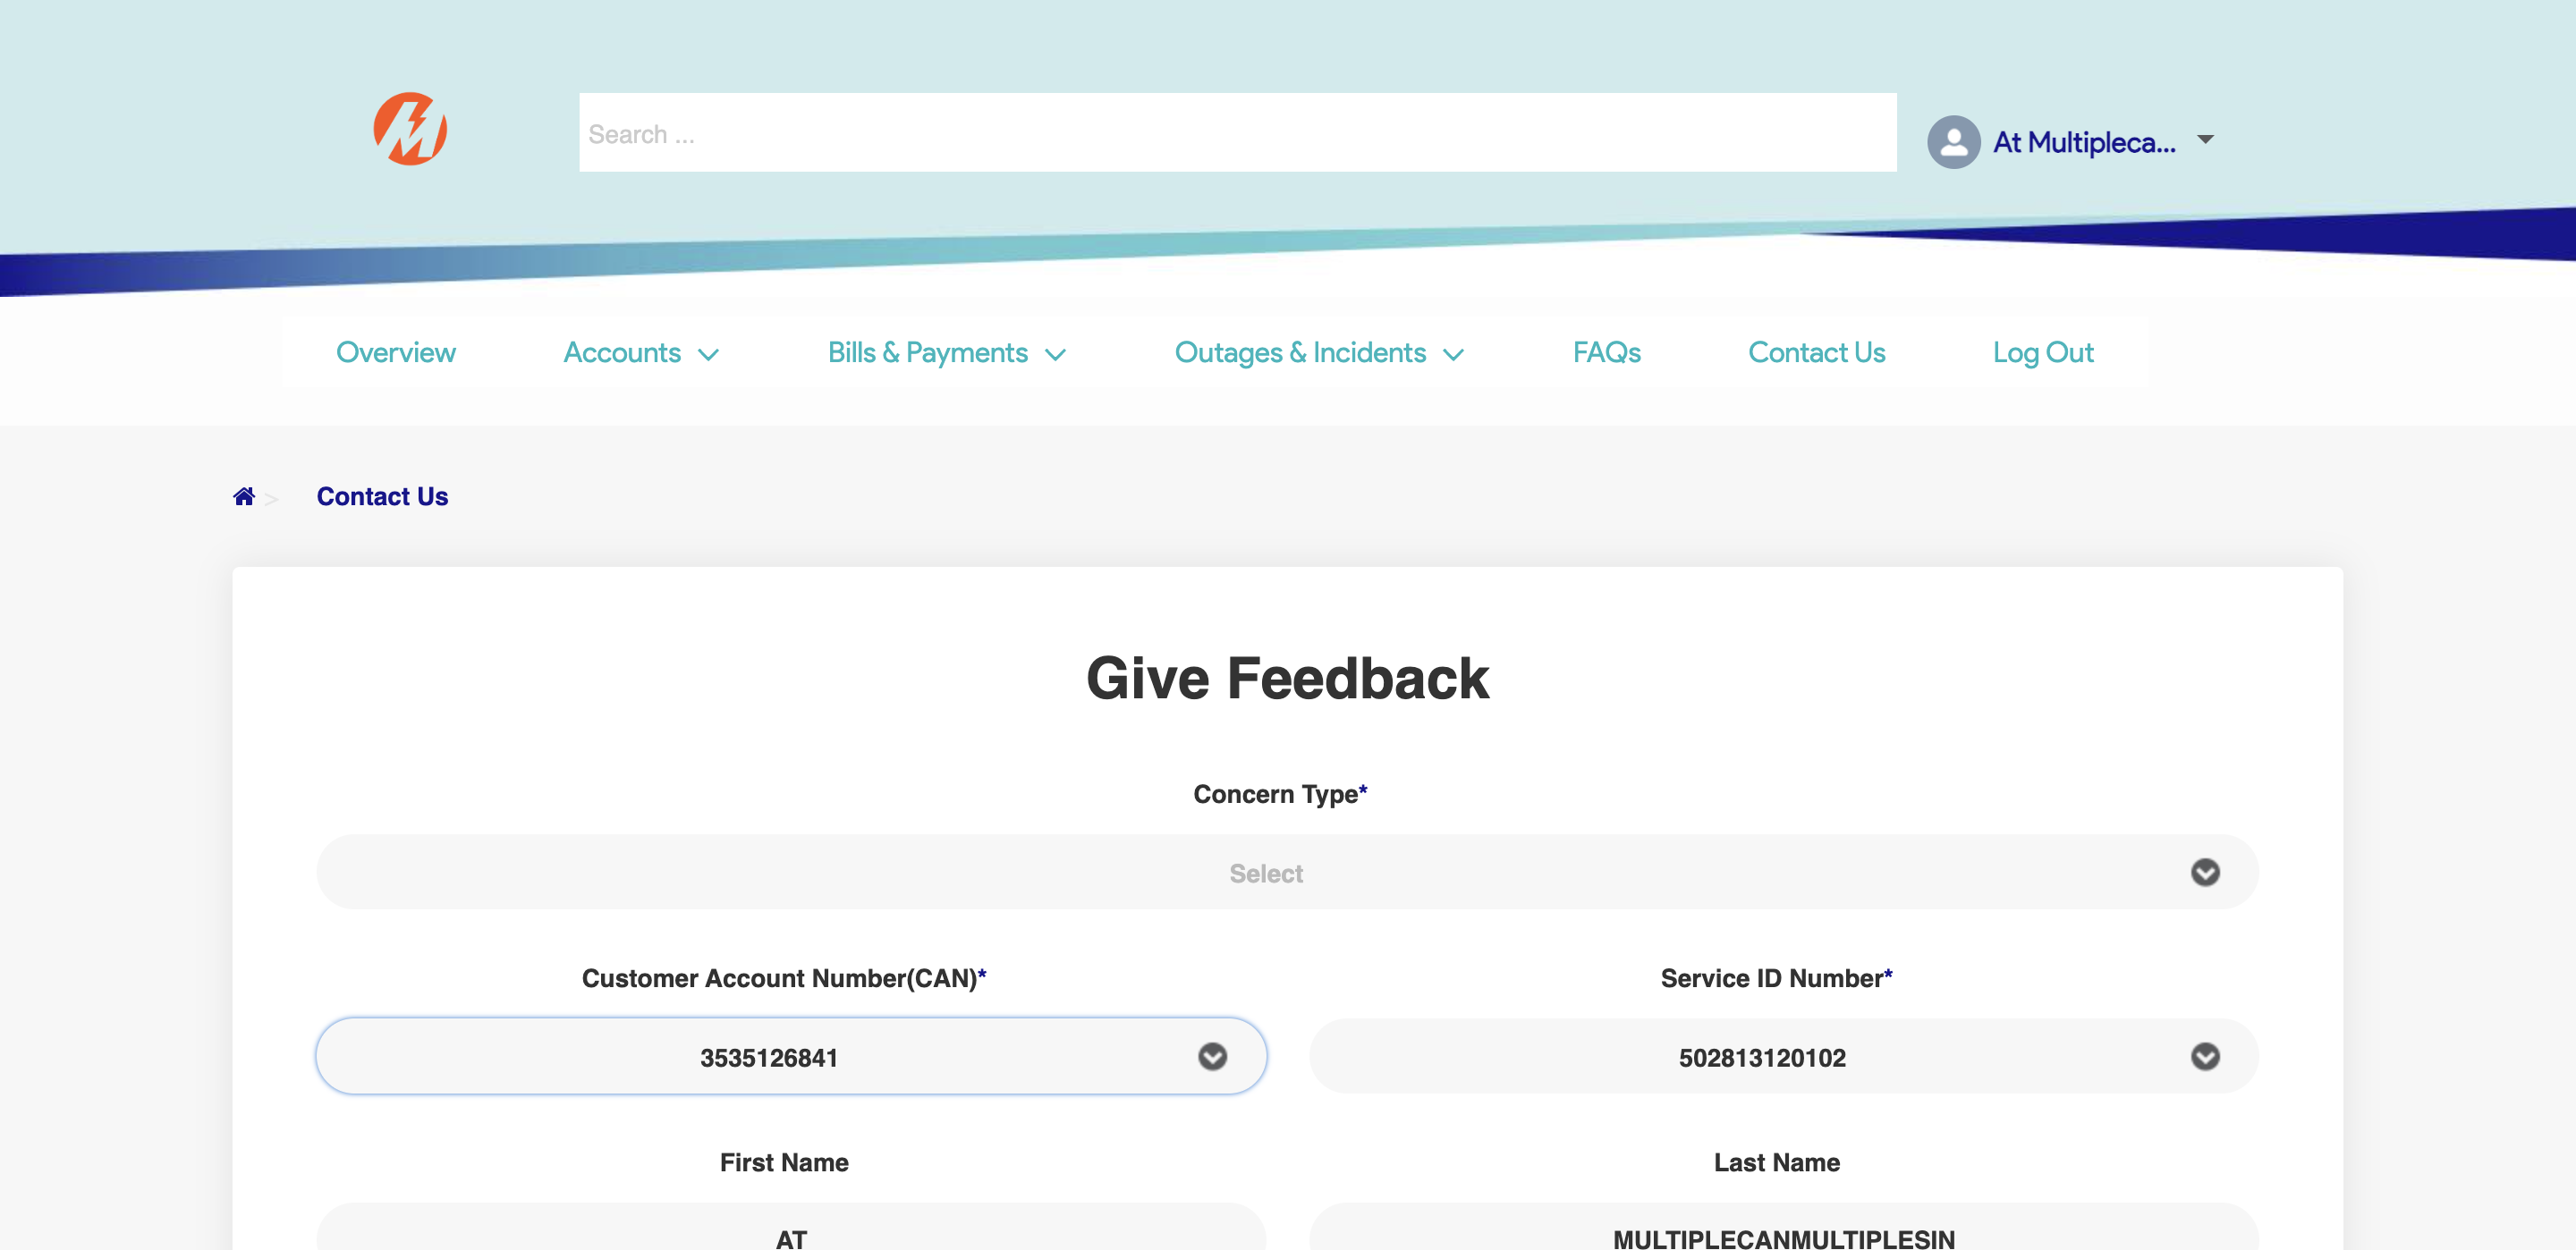 Search ...
At Multipleca...
Overview Accounts Bills & Payments Outages & Incidents FAQs Contact Us Log Out
> Contact Us
Give Feedback
Concern Type*
Select
Customer Account Number(CAN)* Service ID Number*
3535126841 502813120102
First Name Last Name
AT MULTIPLECANMULTIPLESIN